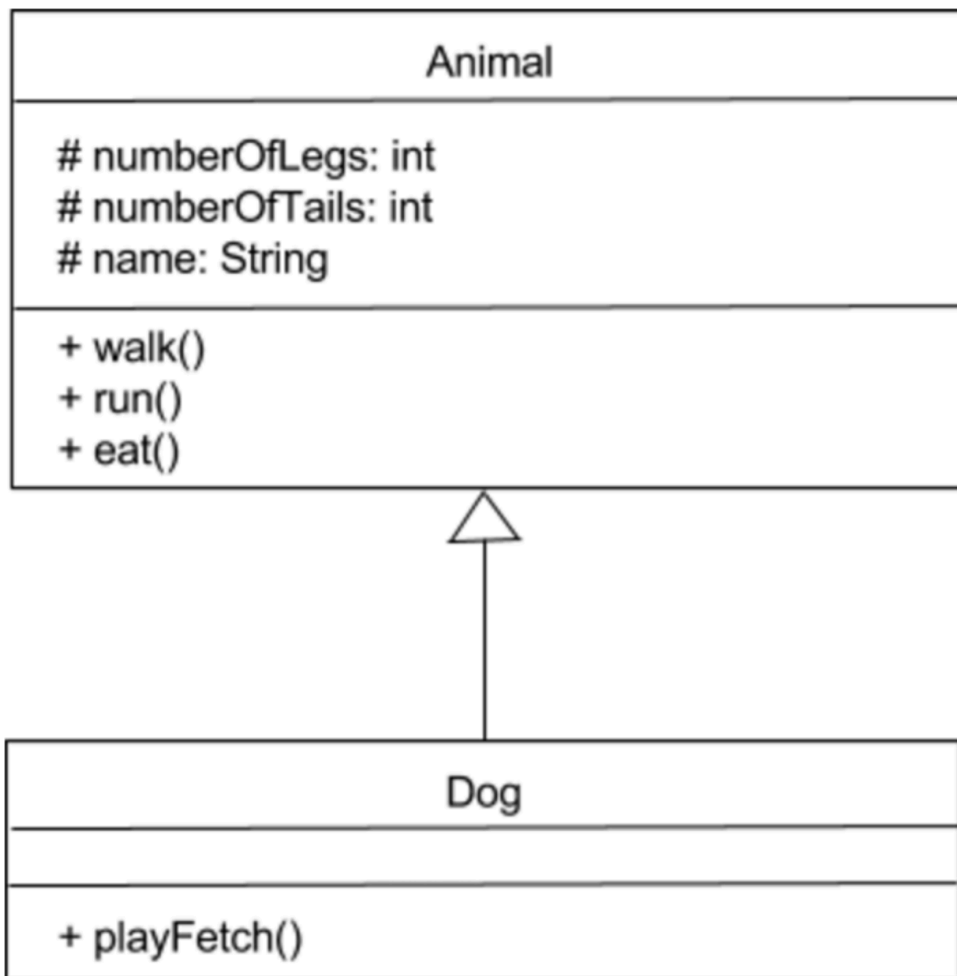 Animal
# numberOfLegs: int
# numberOfTails: int
# name: String
+ walk()
+ run()
+ eat()
Dog
+ playFetch()